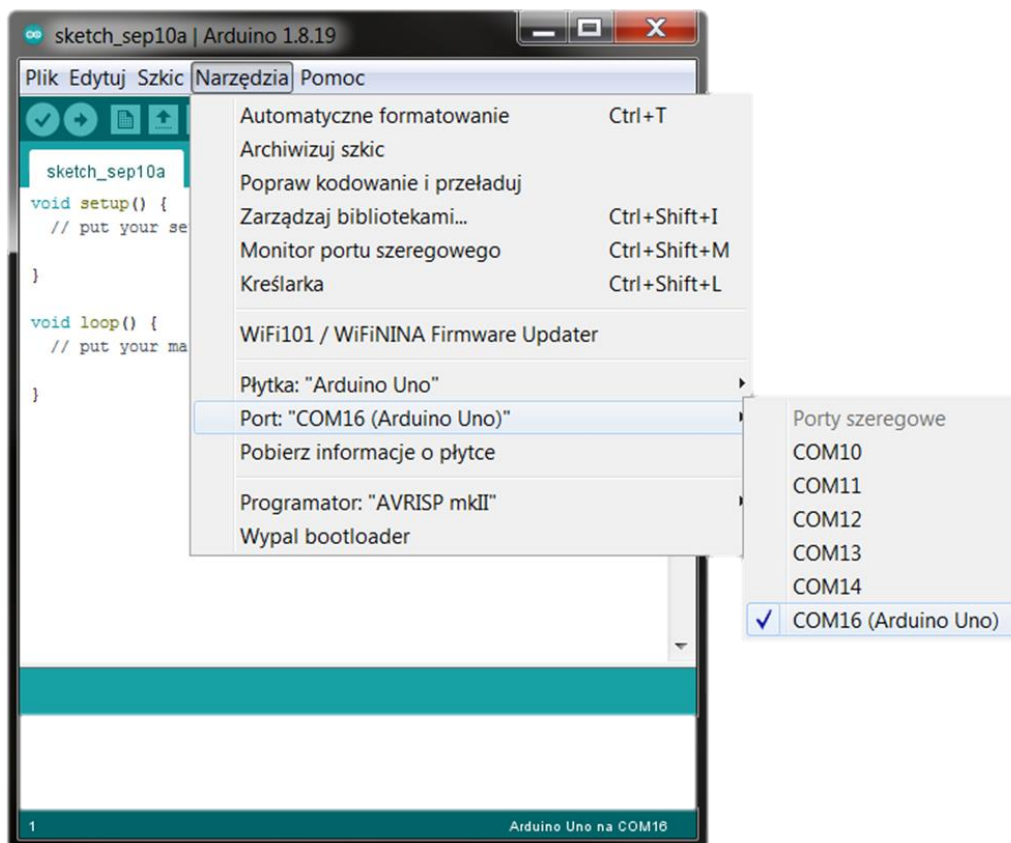 sketch_sep10a | Arduino 1.8.19
Plik Edytuj Szkic Narzędzia Pomoc
sketch_sep10a
void setup() {
// put your se
}
void loop() {
// put your ma
}
Automatyczne formatowanie Ctrl+T
Archiwizuj szkic
Popraw kodowanie i przeładuj
Zarządzaj bibliotekami... Ctrl+Shift+I
Monitor portu szeregowego Ctrl+Shift+M
Kreślarka Ctrl+Shift+L
WiFi101 / WiFiNINA Firmware Updater
Płytka: "Arduino Uno"
Port: "COM16 (Arduino Uno)"
Pobierz informacje o płytce
Programator: "AVRISP mkII"
Wypal bootloader
Porty szeregowe
COM10
COM11
COM12
COM13
COM14
COM16 (Arduino Uno)
1 Arduino Uno na COM16